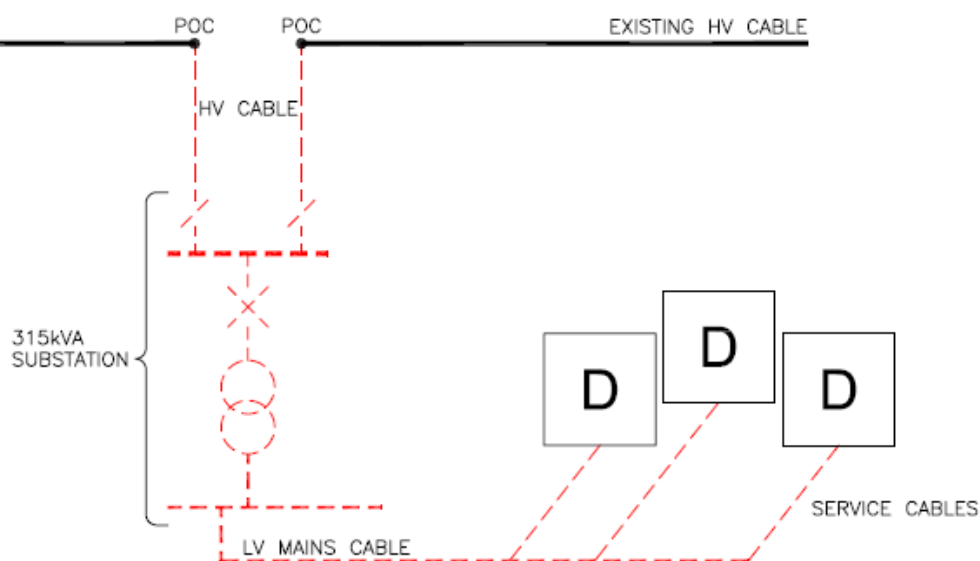 POC
POC
EXISTING HV CABLE
HV CABLE
315kVA
SUBSTATION
D
D
D
SERVICE CABLES
LV MAINS CABLE